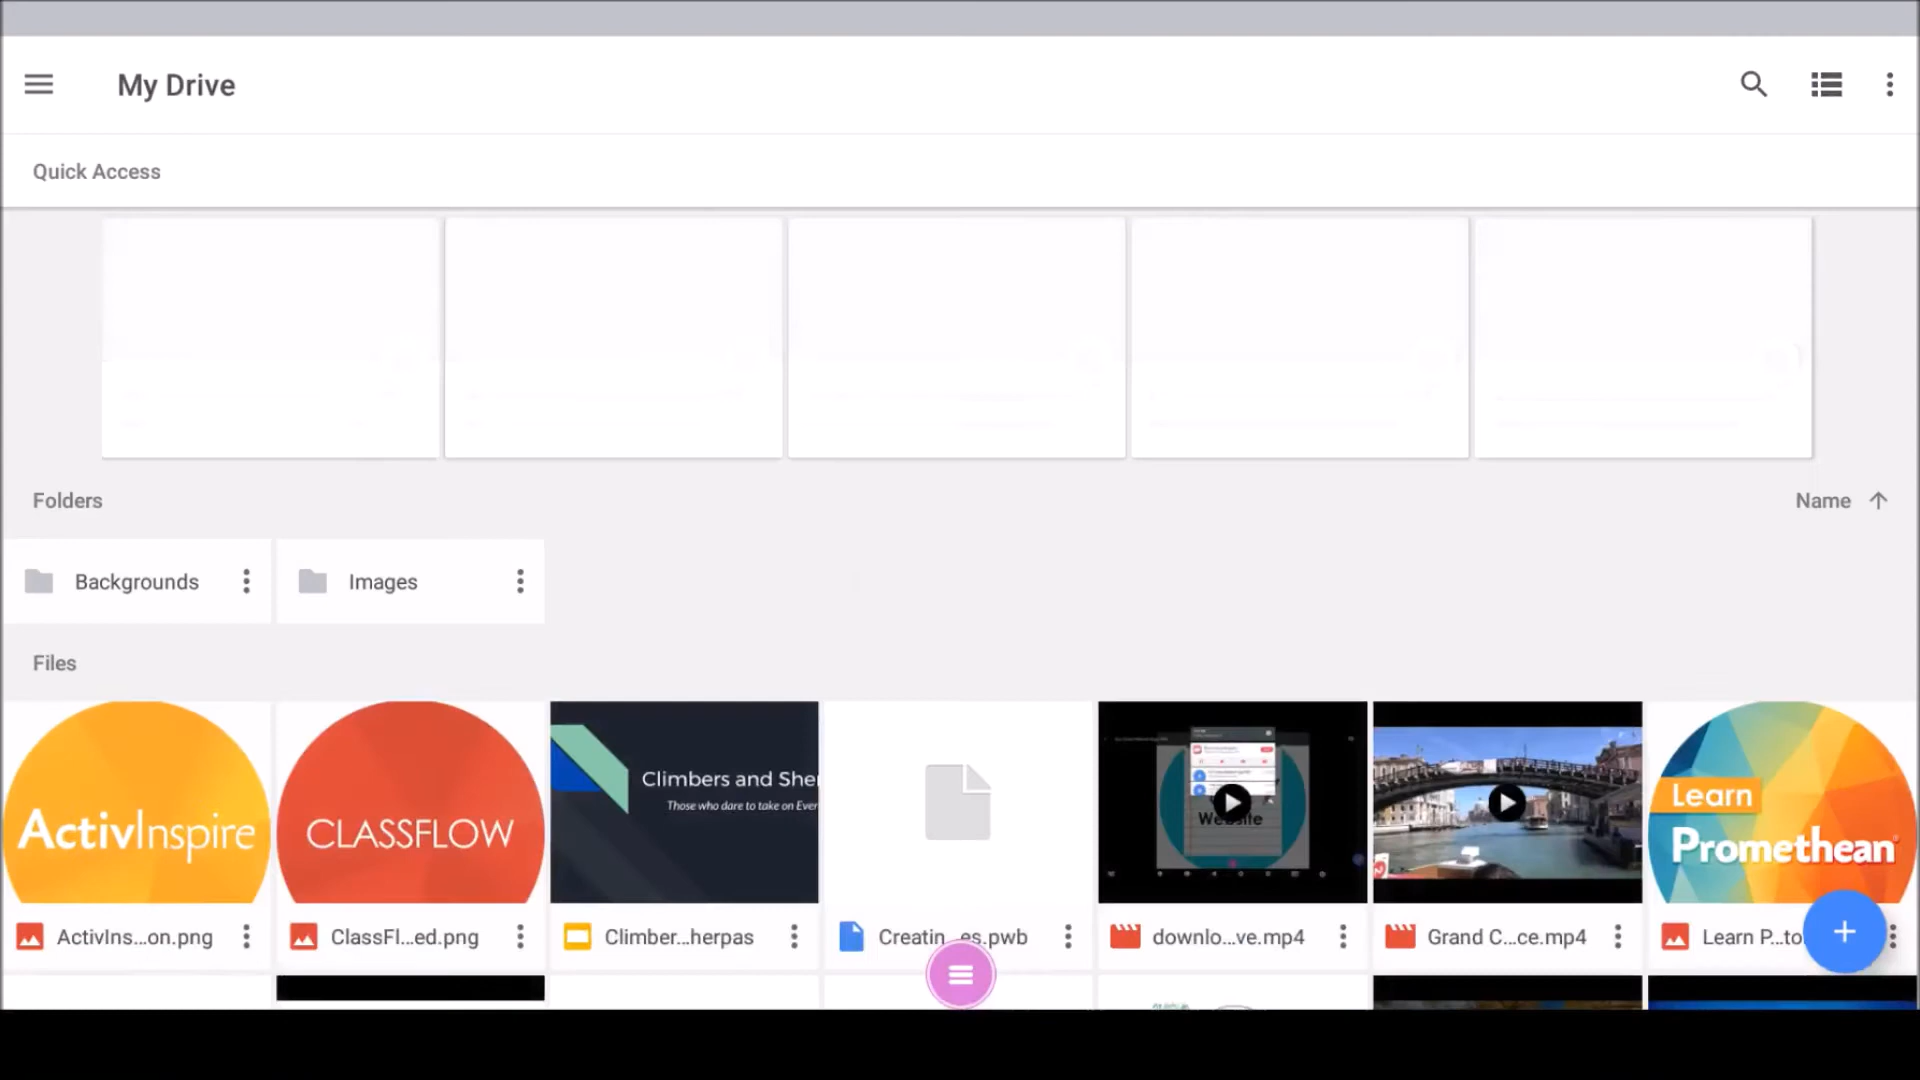 My Drive
Quick Access
Folders
Name
Backgrounds
Images
Files
ActivInspire
CLASSFLOW
Climbers and Sher
Those who dare to take on Ever
Website
Learn
Promethean
ActivIns...on.png
ClassFl...ed.png
Climber...herpas
Creatin...es.pwb
downlo...ve.mp4
Grand C...ce.mp4
Learn P...to